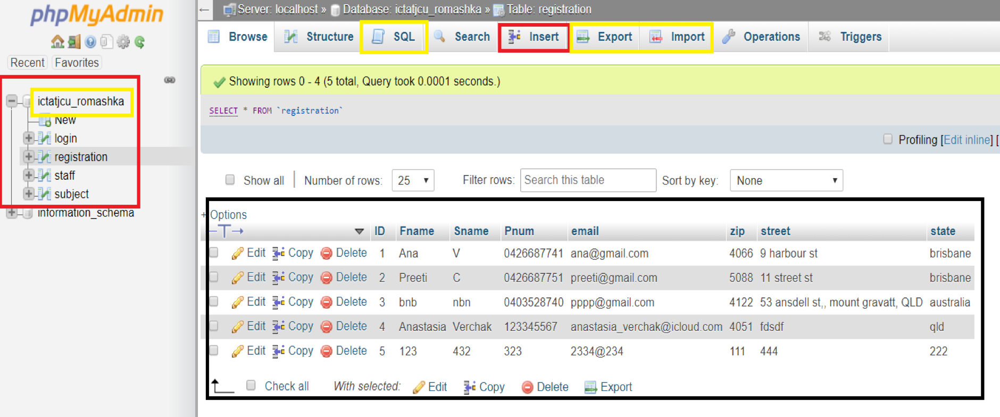 phpMyAdmin
Recent Favorites
ictatjcu_romashka
New
login
registration
staff
subject
information_schema
← Server: localhost » Database: ictatjcu_romashka » Table: registration
Browse Structure SQL Search Insert Export Import Operations Triggers
Showing rows 0 - 4 (5 total, Query took 0.0001 seconds.)
SELECT * FROM `registration`
Profiling [Edit inline] [
Show all Number of rows: 25 Filter rows: Search this table Sort by key: None
+ Options
←T→ ID Fname Sname Pnum email zip street state
Edit Copy Delete 1 Ana V 0426687741 ana@gmail.com 4066 9 harbour st brisbane
Edit Copy Delete 2 Preeti C 0426687751 preeti@gmail.com 5088 11 street st brisbane
Edit Copy Delete 3 bnb nbn 0403528740 pppp@gmail.com 4122 53 ansdell st,, mount gravatt, QLD australia
Edit Copy Delete 4 Anastasia Verchak 123345567 anastasia_verchak@icloud.com 4051 fdsdf qld
Edit Copy Delete 5 123 432 323 2334@234 111 444 222
Check all With selected: Edit Copy Delete Export